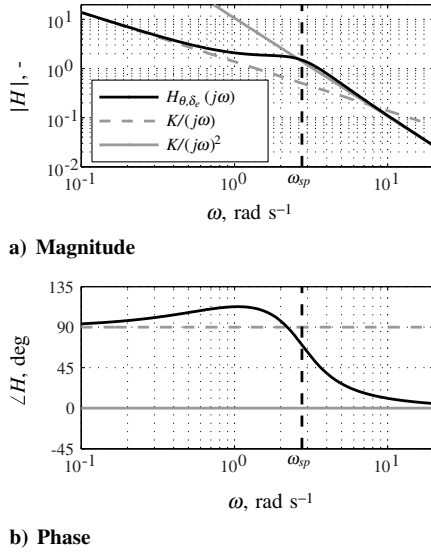 10^1
10^0
10^-1
10^-2
|H|, -
H_θ,δe(jω)
K/(jω)
K/(jω)^2
10^-1
10^0
ω_sp
10^1
ω, rad s^−1
a) Magnitude
135
90
45
0
-45
∠H, deg
10^-1
10^0
ω_sp
10^1
ω, rad s^−1
b) Phase